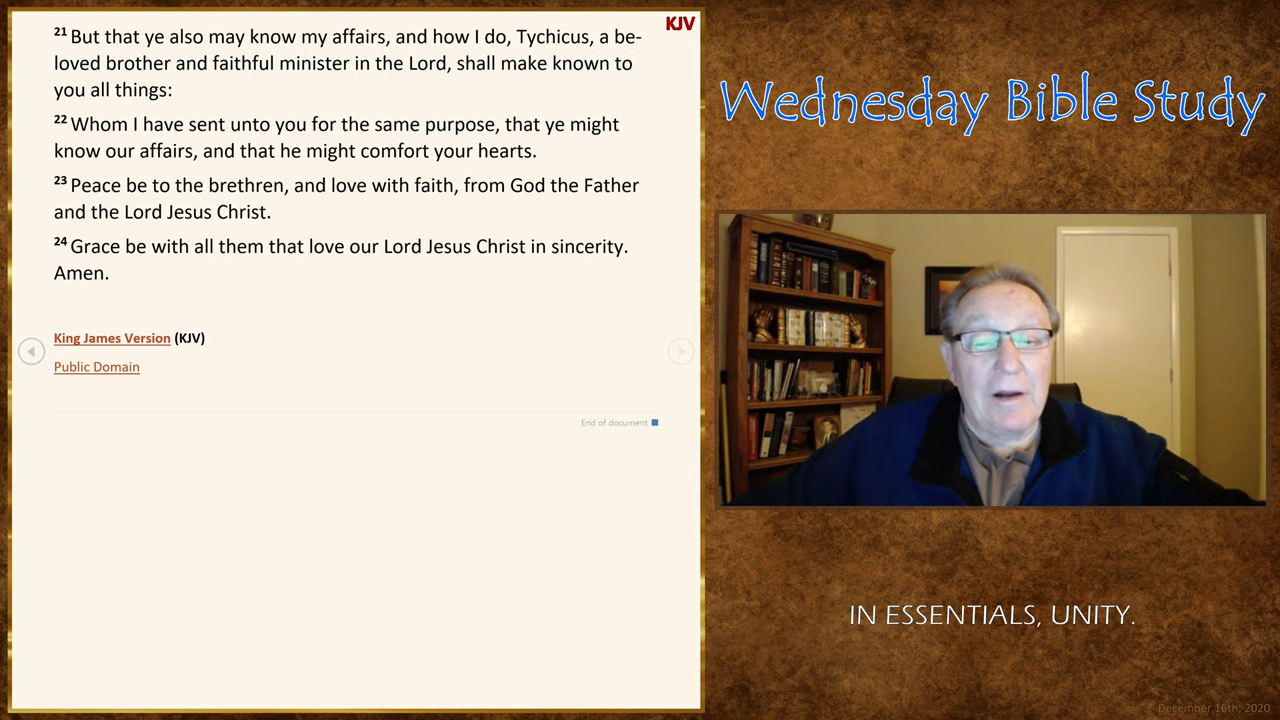 KJV
21 But that ye also may know my affairs, and how I do, Tychicus, a be-
loved brother and faithful minister in the Lord, shall make known to
you all things:
22 Whom I have sent unto you for the same purpose, that ye might
know our affairs, and that he might comfort your hearts.
23 Peace be to the brethren, and love with faith, from God the Father
and the Lord Jesus Christ.
24 Grace be with all them that love our Lord Jesus Christ in sincerity.
Amen.
King James Version (KJV)
Public Domain
End of document
Wednesday Bible Study
IN ESSENTIALS, UNITY.
December 16th, 2020